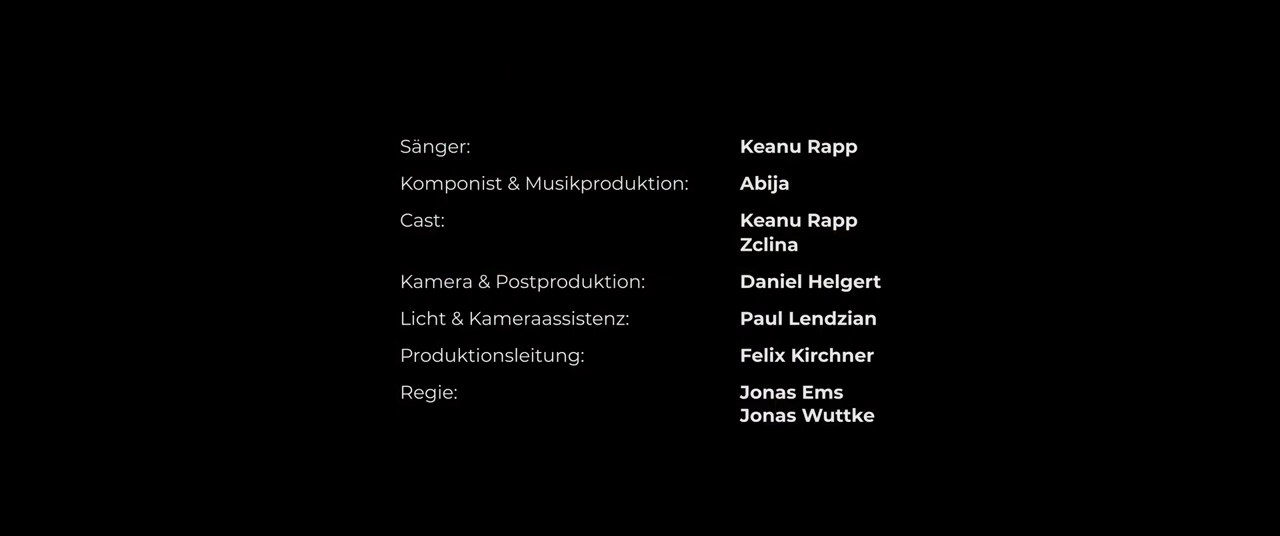 Sänger: Keanu Rapp
Komponist & Musikproduktion: Abija
Cast: Keanu Rapp
Zclina
Kamera & Postproduktion: Daniel Helgert
Licht & Kameraassistenz: Paul Lendzian
Produktionsleitung: Felix Kirchner
Regie: Jonas Ems
Jonas Wuttke